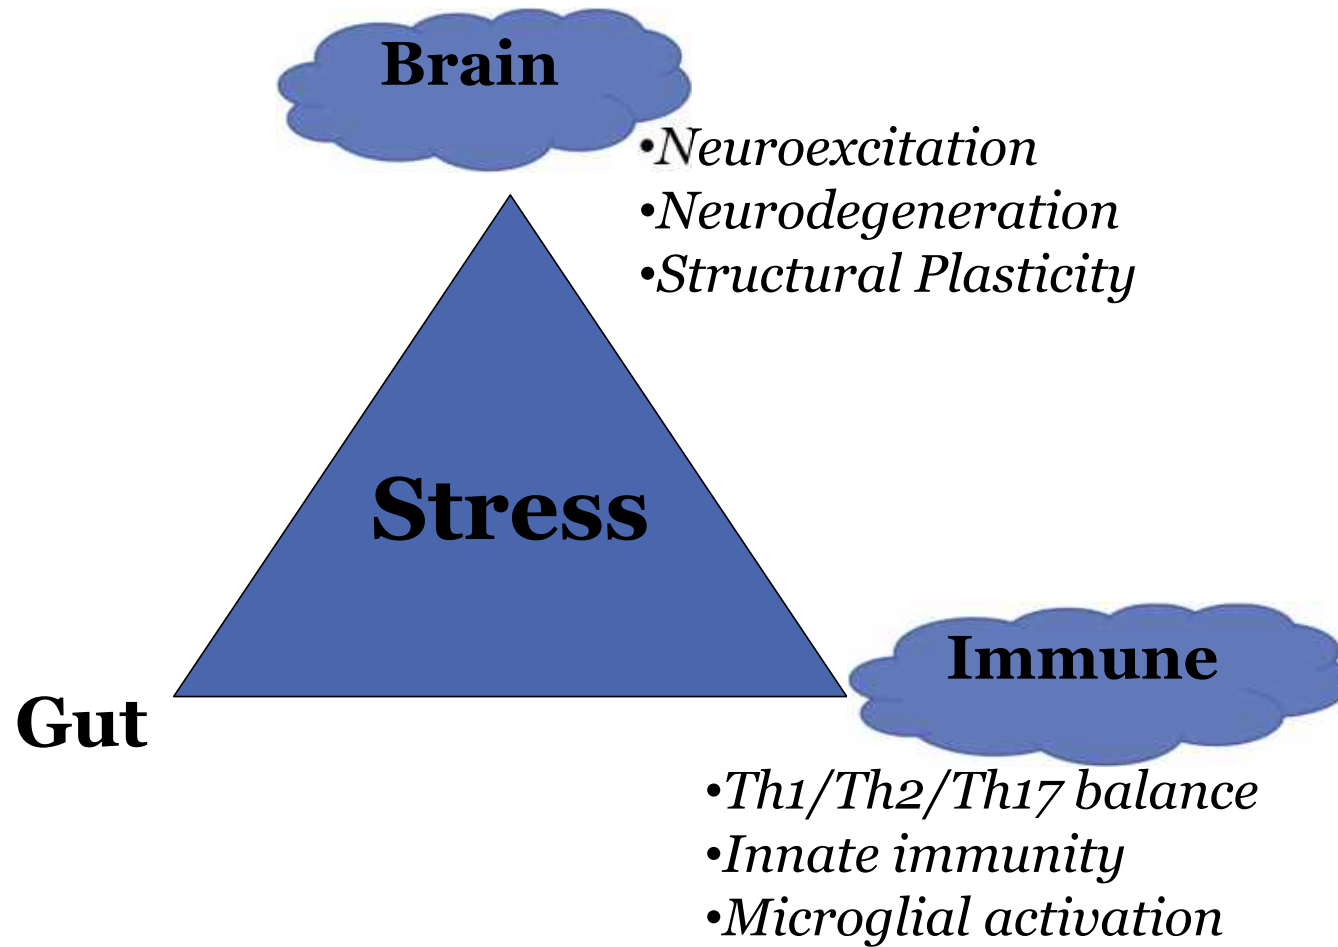 Brain
•Neuroexcitation
•Neurodegeneration
•Structural Plasticity
Stress
Immune
Gut
•Th1/Th2/Th17 balance
•Innate immunity
•Microglial activation